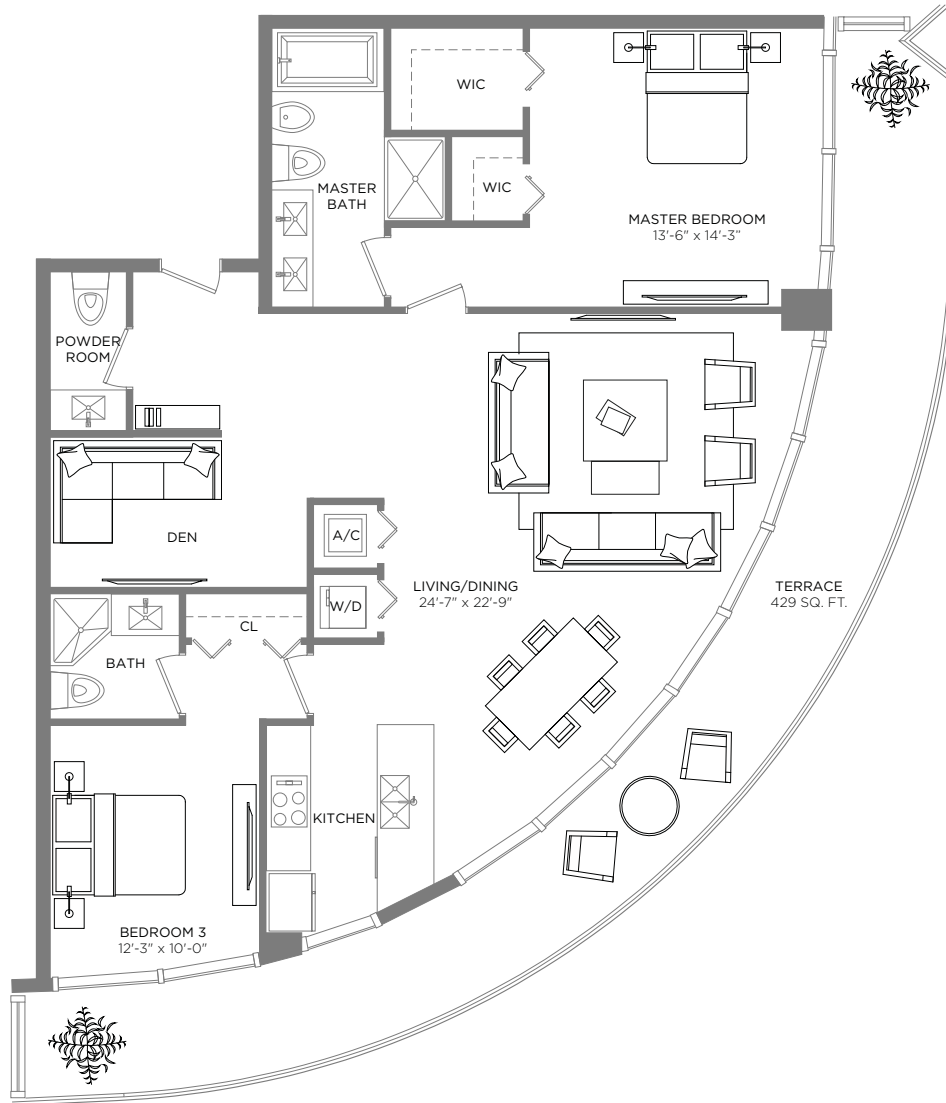 WIC
WIC
MASTER
BATH
MASTER BEDROOM
13'-6" x 14'-3"
POWDER
ROOM
DEN
A/C
W/D
LIVING/DINING
24'-7" x 22'-9"
TERRACE
429 SQ. FT.
CL
BATH
KITCHEN
BEDROOM 3
12'-3" x 10'-0"